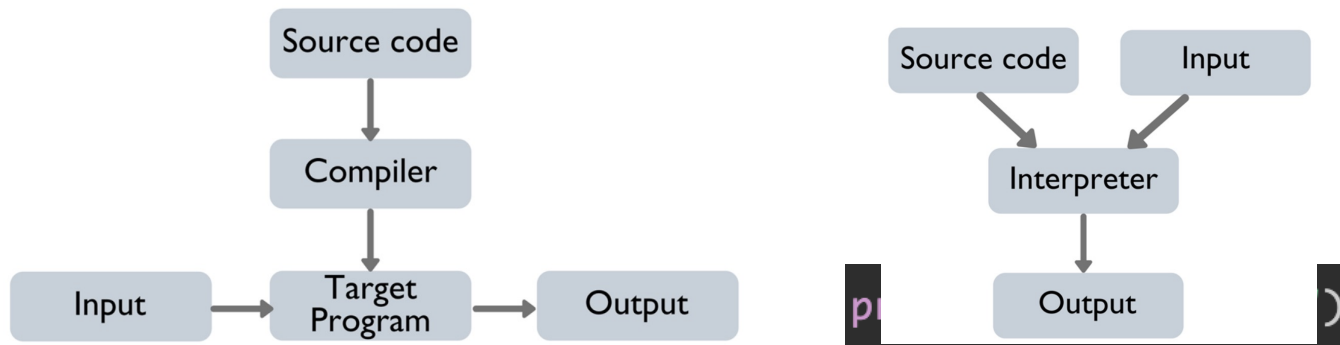 Source code
Compiler
Input
Target
Program
Output
Source code
Input
Interpreter
Output